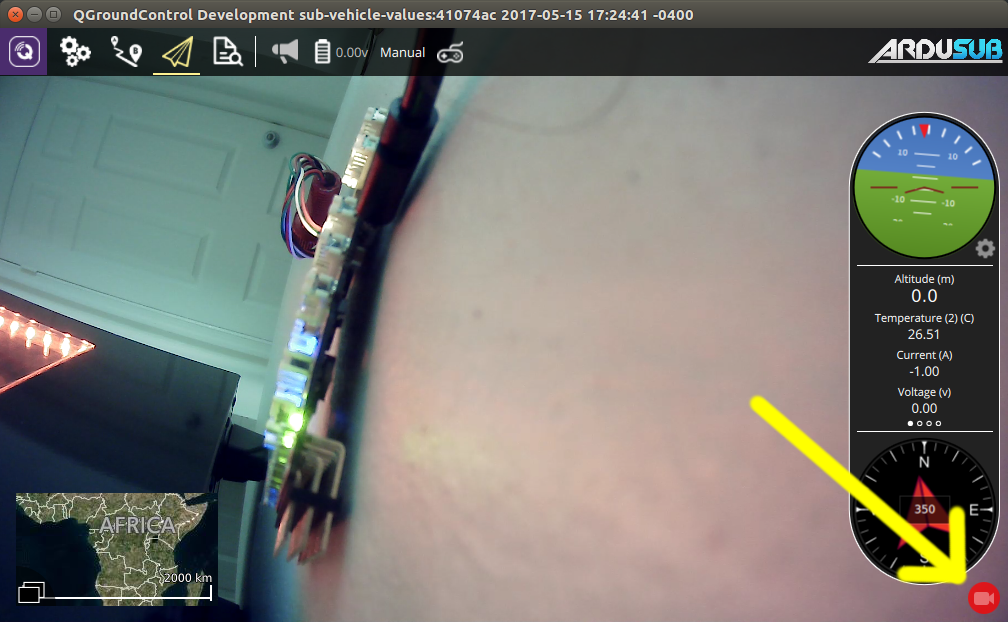 QGroundControl Development sub-vehicle-values:41074ac 2017-05-15 17:24:41 -0400
0.00v Manual
ARDUSUB
10 10
-10 -10
Altitude (m)
0.0
Temperature (2) (C)
26.51
Current (A)
-1.00
Voltage (v)
0.00
N
350 E
AFRICA
2000 km